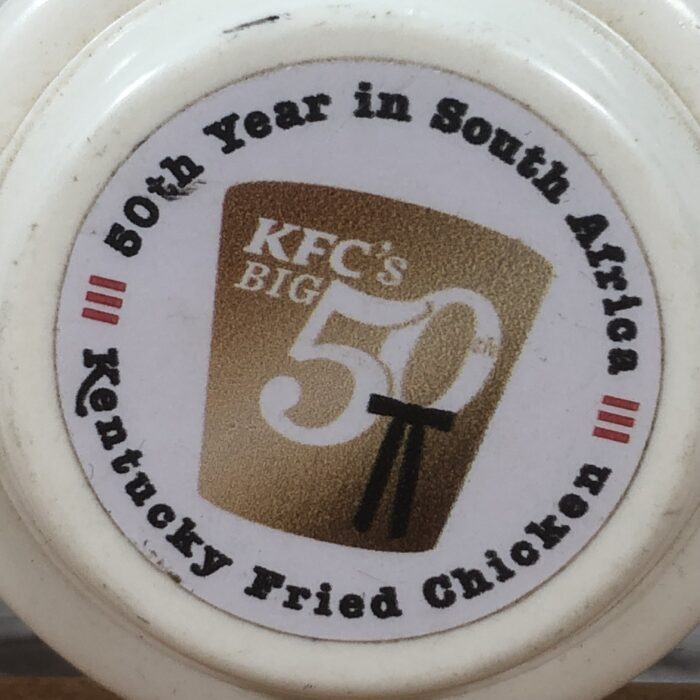 50th Year in South Africa
KFC's
BIG
50th
Kentucky Fried Chicken